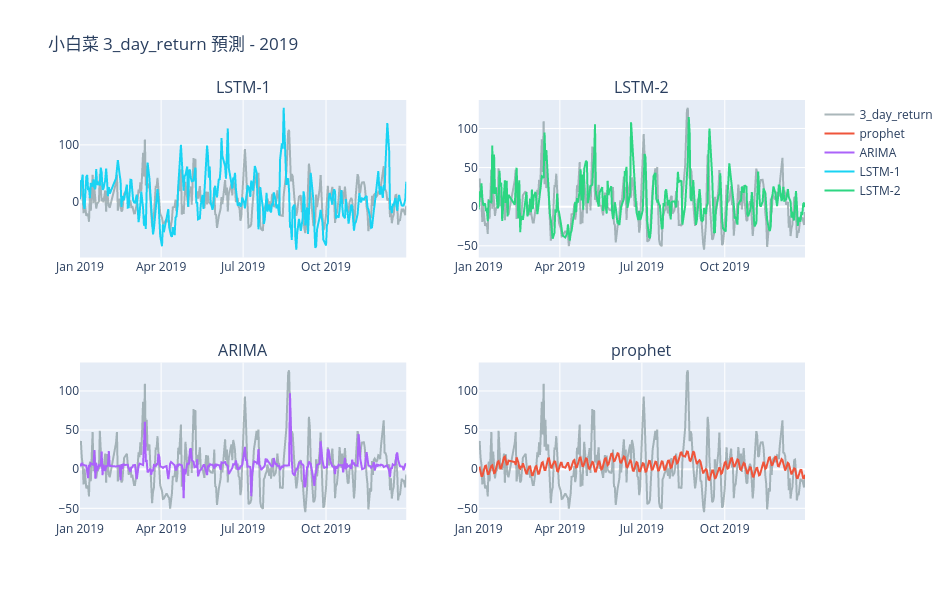 小白菜 3_day_return 預測 - 2019
LSTM-1
LSTM-2
100
0
Jan 2019 Apr 2019 Jul 2019 Oct 2019
100
50
0
−50
Jan 2019 Apr 2019 Jul 2019 Oct 2019
3_day_return
prophet
ARIMA
LSTM-1
LSTM-2
ARIMA
prophet
100
50
0
−50
Jan 2019 Apr 2019 Jul 2019 Oct 2019
100
50
0
−50
Jan 2019 Apr 2019 Jul 2019 Oct 2019